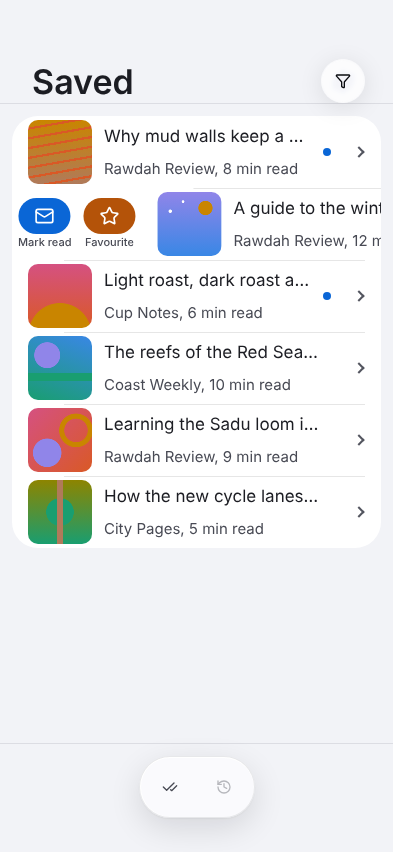 Saved
Why mud walls keep a ...
Rawdah Review, 8 min read
Mark read
Favourite
A guide to the wint
Rawdah Review, 12 m
Light roast, dark roast a...
Cup Notes, 6 min read
The reefs of the Red Sea...
Coast Weekly, 10 min read
Learning the Sadu loom i...
Rawdah Review, 9 min read
How the new cycle lanes...
City Pages, 5 min read